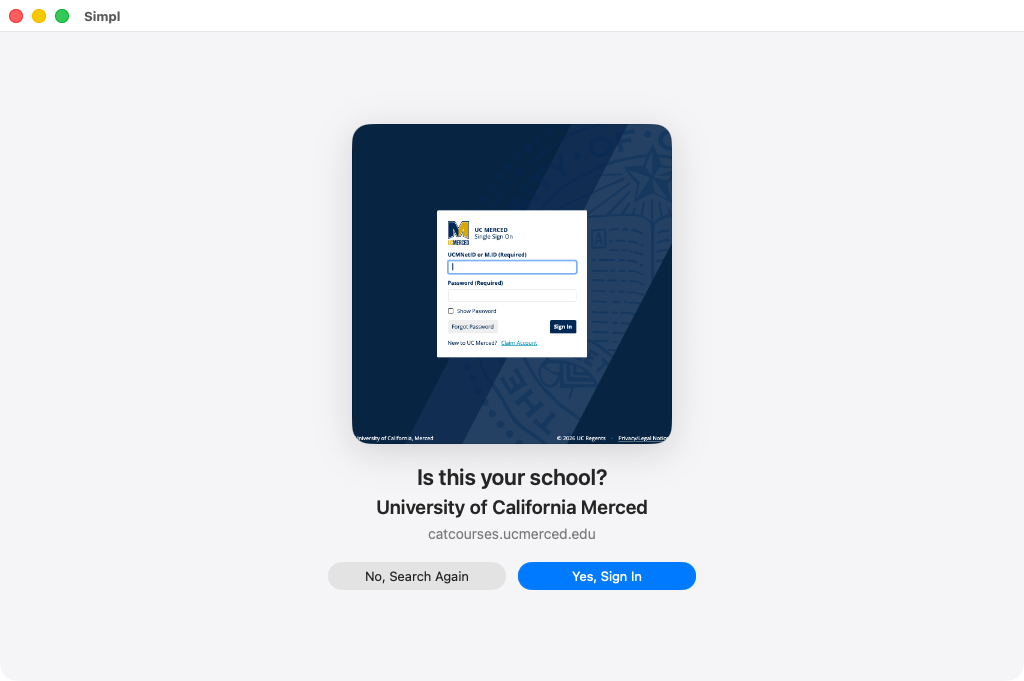 Simpl
UC MERCED
Single Sign On
UCMERCED
UCMNetID or M.ID (Required)
Password (Required)
Show Password
Forgot Password
Sign In
New to UC Merced? Claim Account
University of California, Merced
© 2026 UC Regents · Privacy/Legal Notice
Is this your school?
University of California Merced
catcourses.ucmerced.edu
No, Search Again
Yes, Sign In